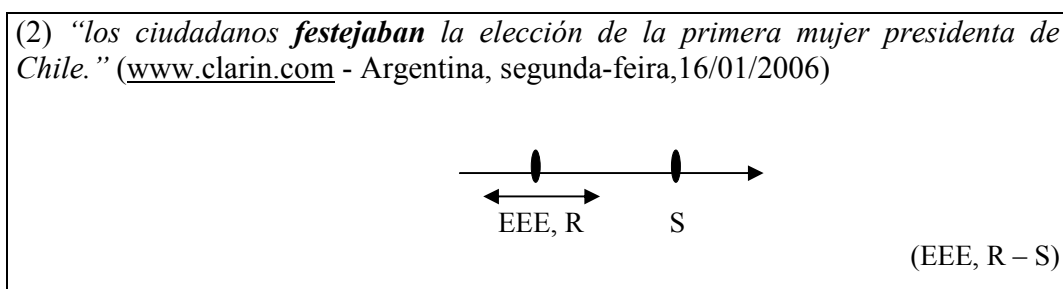 (2) “los ciudadanos festejaban la elección de la primera mujer presidenta de
Chile.” (www.clarin.com - Argentina, segunda-feira,16/01/2006)
EEE, R S
(EEE, R – S)